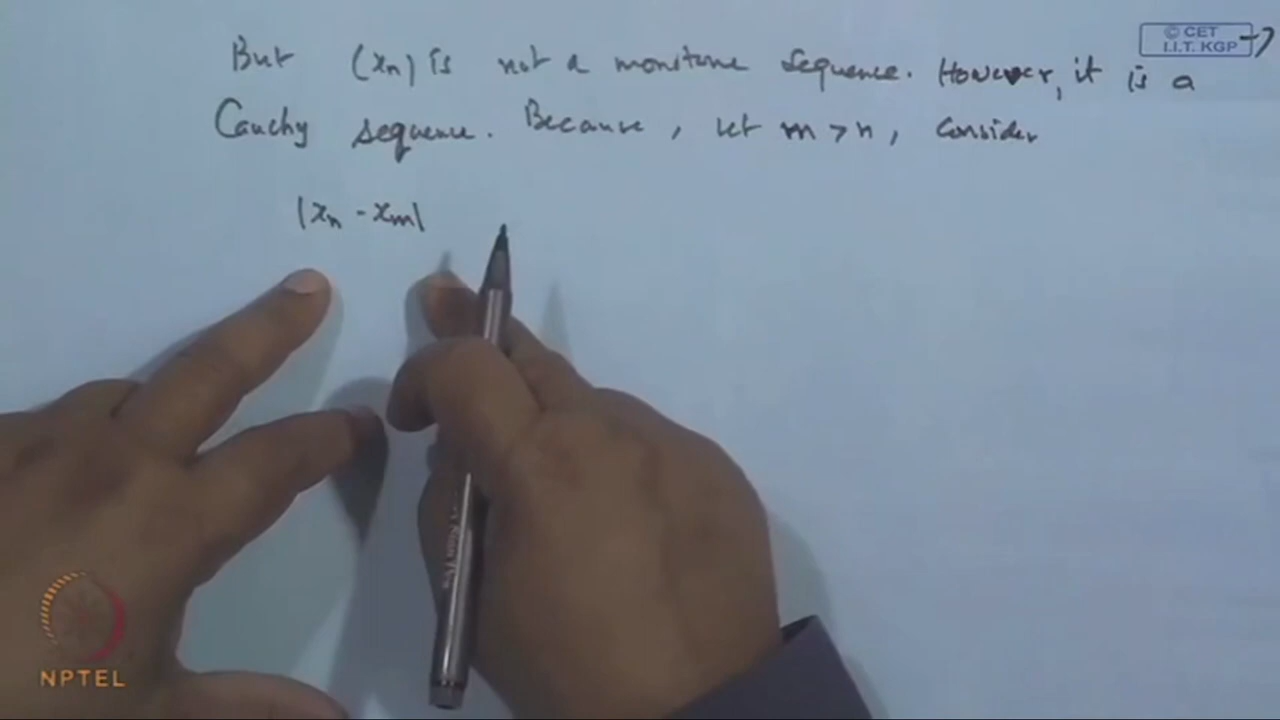 © CET
I.I.T. KGP
But (xn) is not a monotone sequence. However, it is a
Cauchy sequence. Because, let m > n, Consider
|xn - xm|
NPTEL